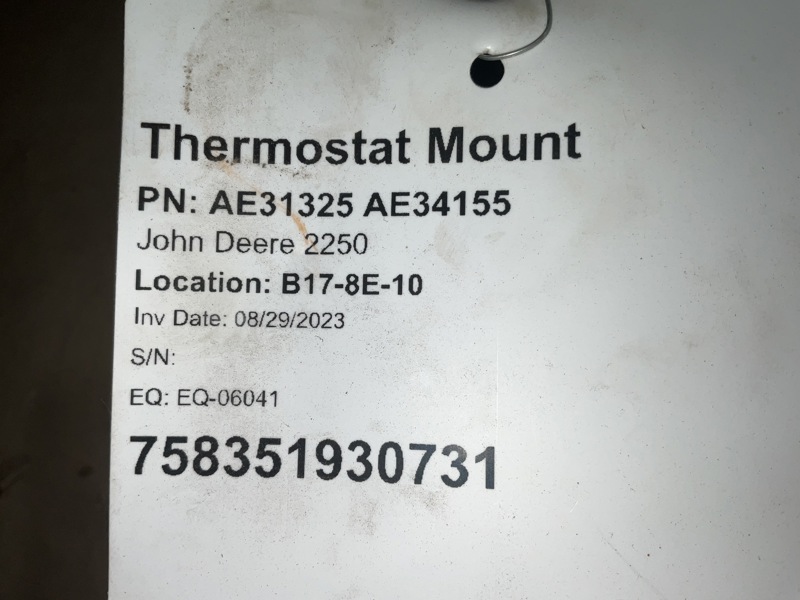 Thermostat Mount
PN: AE31325 AE34155
John Deere 2250
Location: B17-8E-10
Inv Date: 08/29/2023
S/N:
EQ: EQ-06041
758351930731